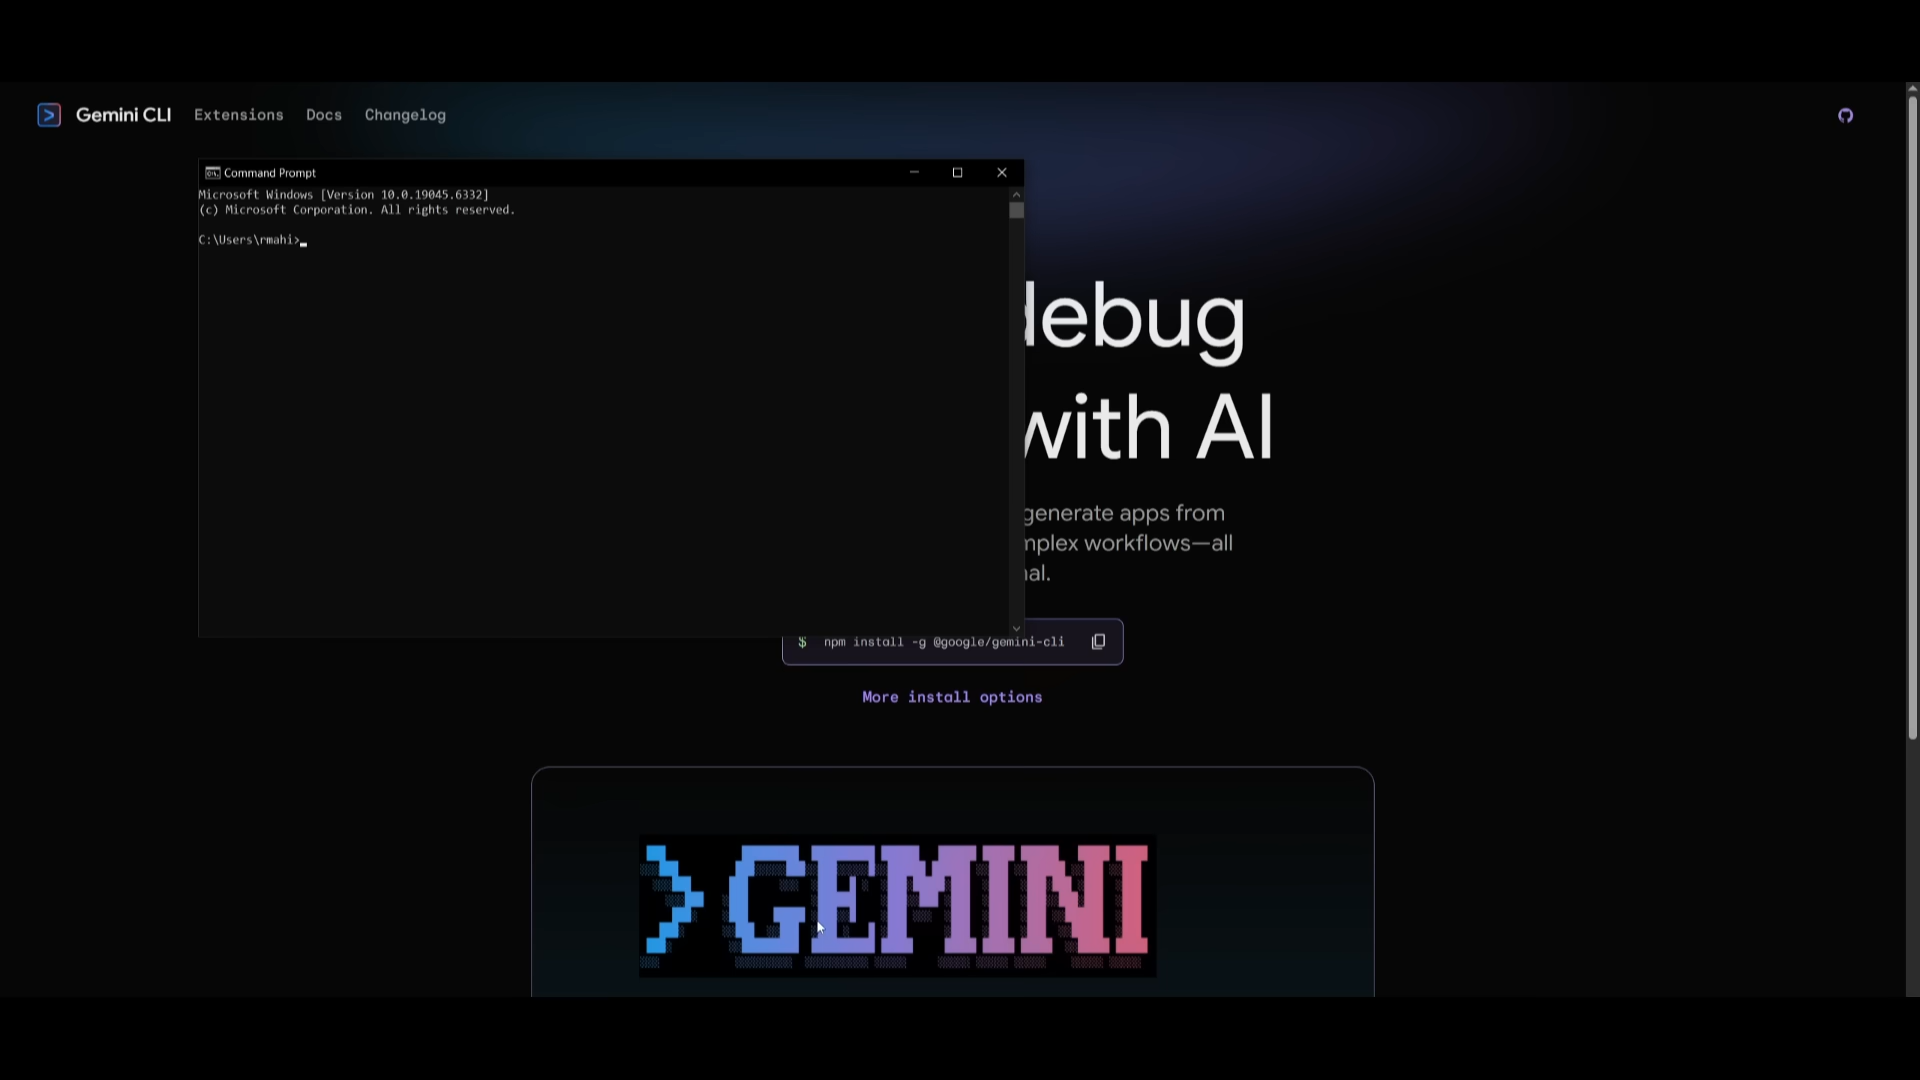 Gemini CLI Extensions Docs Changelog
Command Prompt
Microsoft Windows [Version 10.0.19045.6332]
(c) Microsoft Corporation. All rights reserved.
C:\Users\rmahi>
debug
with AI
generate apps from
mplex workflows—all
nal.
$ npm install -g @google/gemini-cli
More install options
>GEMINI